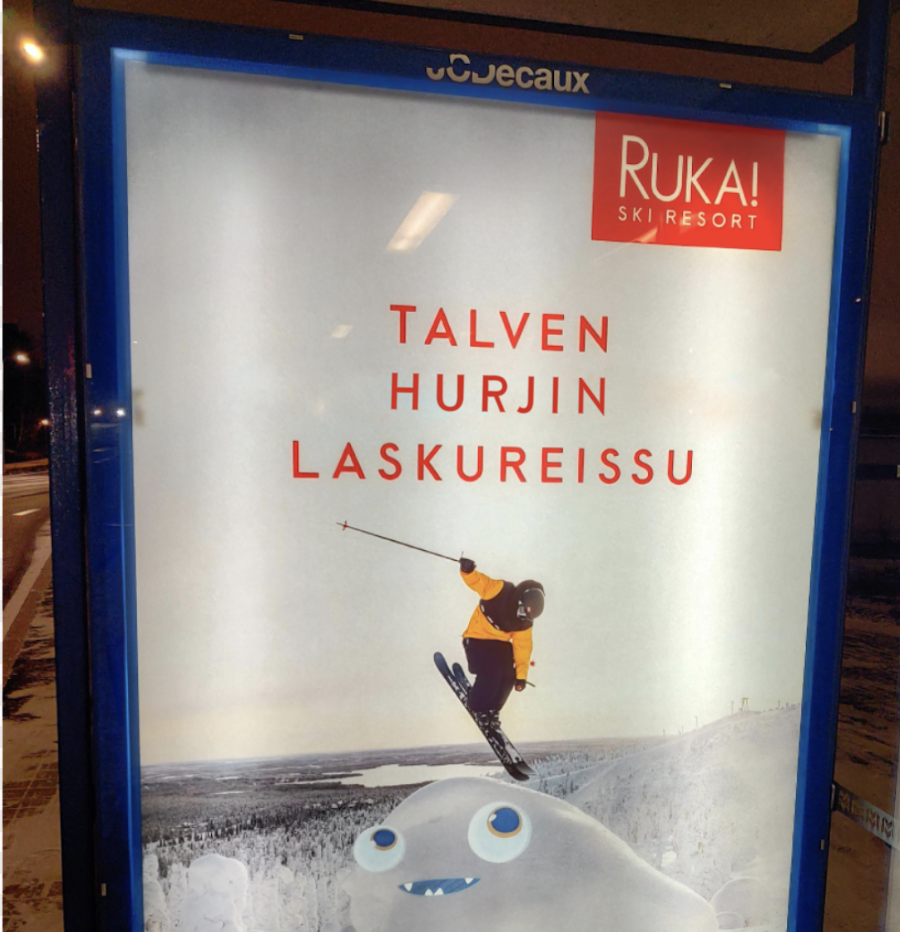 JCDecaux
RUKA!
SKI RESORT
TALVEN
HURJIN
LASKUREISSU